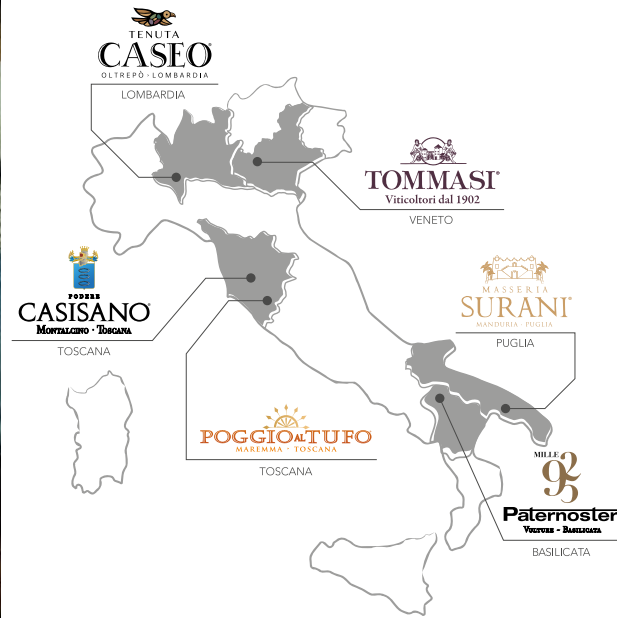 TENUTA
CASEO®
OLTREPÒ · LOMBARDIA
LOMBARDIA
TOMMASI®
Viticoltori dal 1902
VENETO
PODERE
CASISANO®
MONTALCINO · TOSCANA
TOSCANA
MASSERIA
SURANI®
MANDURIA · PUGLIA
PUGLIA
POGGIO AL TUFO
MAREMMA · TOSCANA
TOSCANA
MILLE
925
Paternoster
VULTURE · BASILICATA
BASILICATA